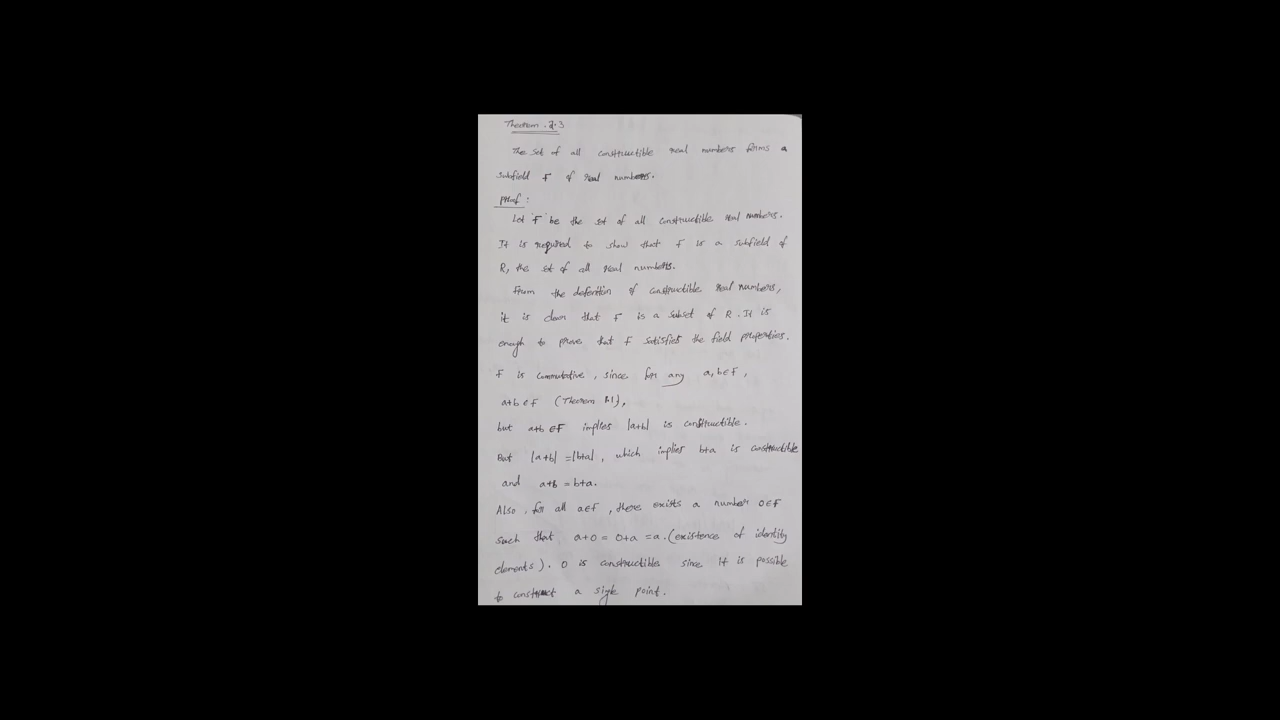 Theorem . 2.3
The set of all constructible real numbers forms a
subfield F of real numbers.
Proof :
Let F be the set of all constructible real numbers.
It is required to show that F is a subfield of
R, the set of all real numbers.
From the definition of constructible real numbers,
it is clear that F is a subset of R. It is
enough to prove that F satisfies the field properties.
F is commutative, since for any a, b ∈ F,
a+b ∈ F (Theorem 2.1),
but a+b ∈ F implies |a+b| is constructible.
But |a+b| = |b+a|, which implies b+a is constructible
and a+b = b+a.
Also, for all a ∈ F, there exists a number 0 ∈ F
such that a+0 = 0+a = a. (existence of identity
elements). 0 is constructible since it is possible
to construct a single point.